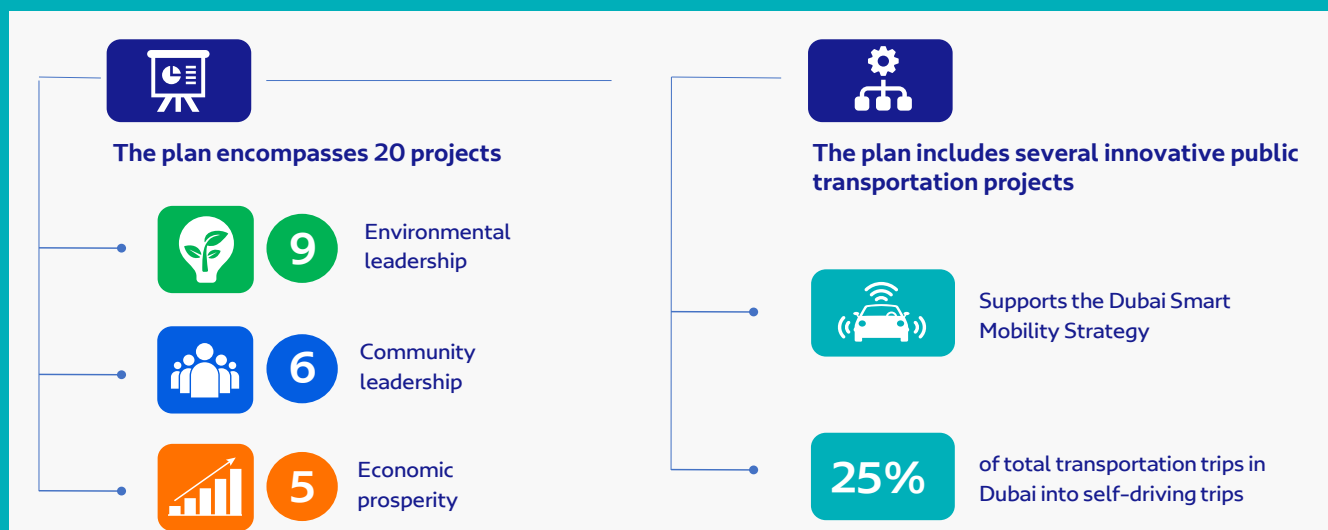 The plan encompasses 20 projects
9
Environmental
leadership
6
Community
leadership
5
Economic
prosperity
The plan includes several innovative public
transportation projects
Supports the Dubai Smart
Mobility Strategy
25%
of total transportation trips in
Dubai into self-driving trips